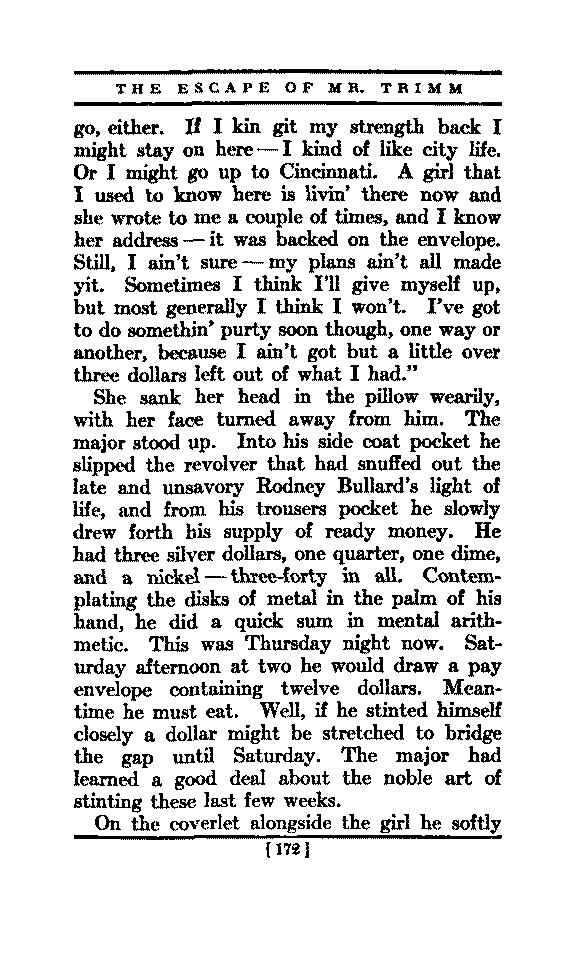 THE ESCAPE OF MR. TRIMM
go, either. If I kin git my strength back I
might stay on here — I kind of like city life.
Or I might go up to Cincinnati. A girl that
I used to know here is livin' there now and
she wrote to me a couple of times, and I know
her address — it was backed on the envelope.
Still, I ain't sure — my plans ain't all made
yit. Sometimes I think I'll give myself up,
but most generally I think I won't. I've got
to do somethin' purty soon though, one way or
another, because I ain't got but a little over
three dollars left out of what I had."
She sank her head in the pillow wearily,
with her face turned away from him. The
major stood up. Into his side coat pocket he
slipped the revolver that had snuffed out the
late and unsavory Rodney Bullard's light of
life, and from his trousers pocket he slowly
drew forth his supply of ready money. He
had three silver dollars, one quarter, one dime,
and a nickel — three-forty in all. Contem-
plating the disks of metal in the palm of his
hand, he did a quick sum in mental arith-
metic. This was Thursday night now. Sat-
urday afternoon at two he would draw a pay
envelope containing twelve dollars. Mean-
time he must eat. Well, if he stinted himself
closely a dollar might be stretched to bridge
the gap until Saturday. The major had
learned a good deal about the noble art of
stinting these last few weeks.
On the coverlet alongside the girl he softly
[172]